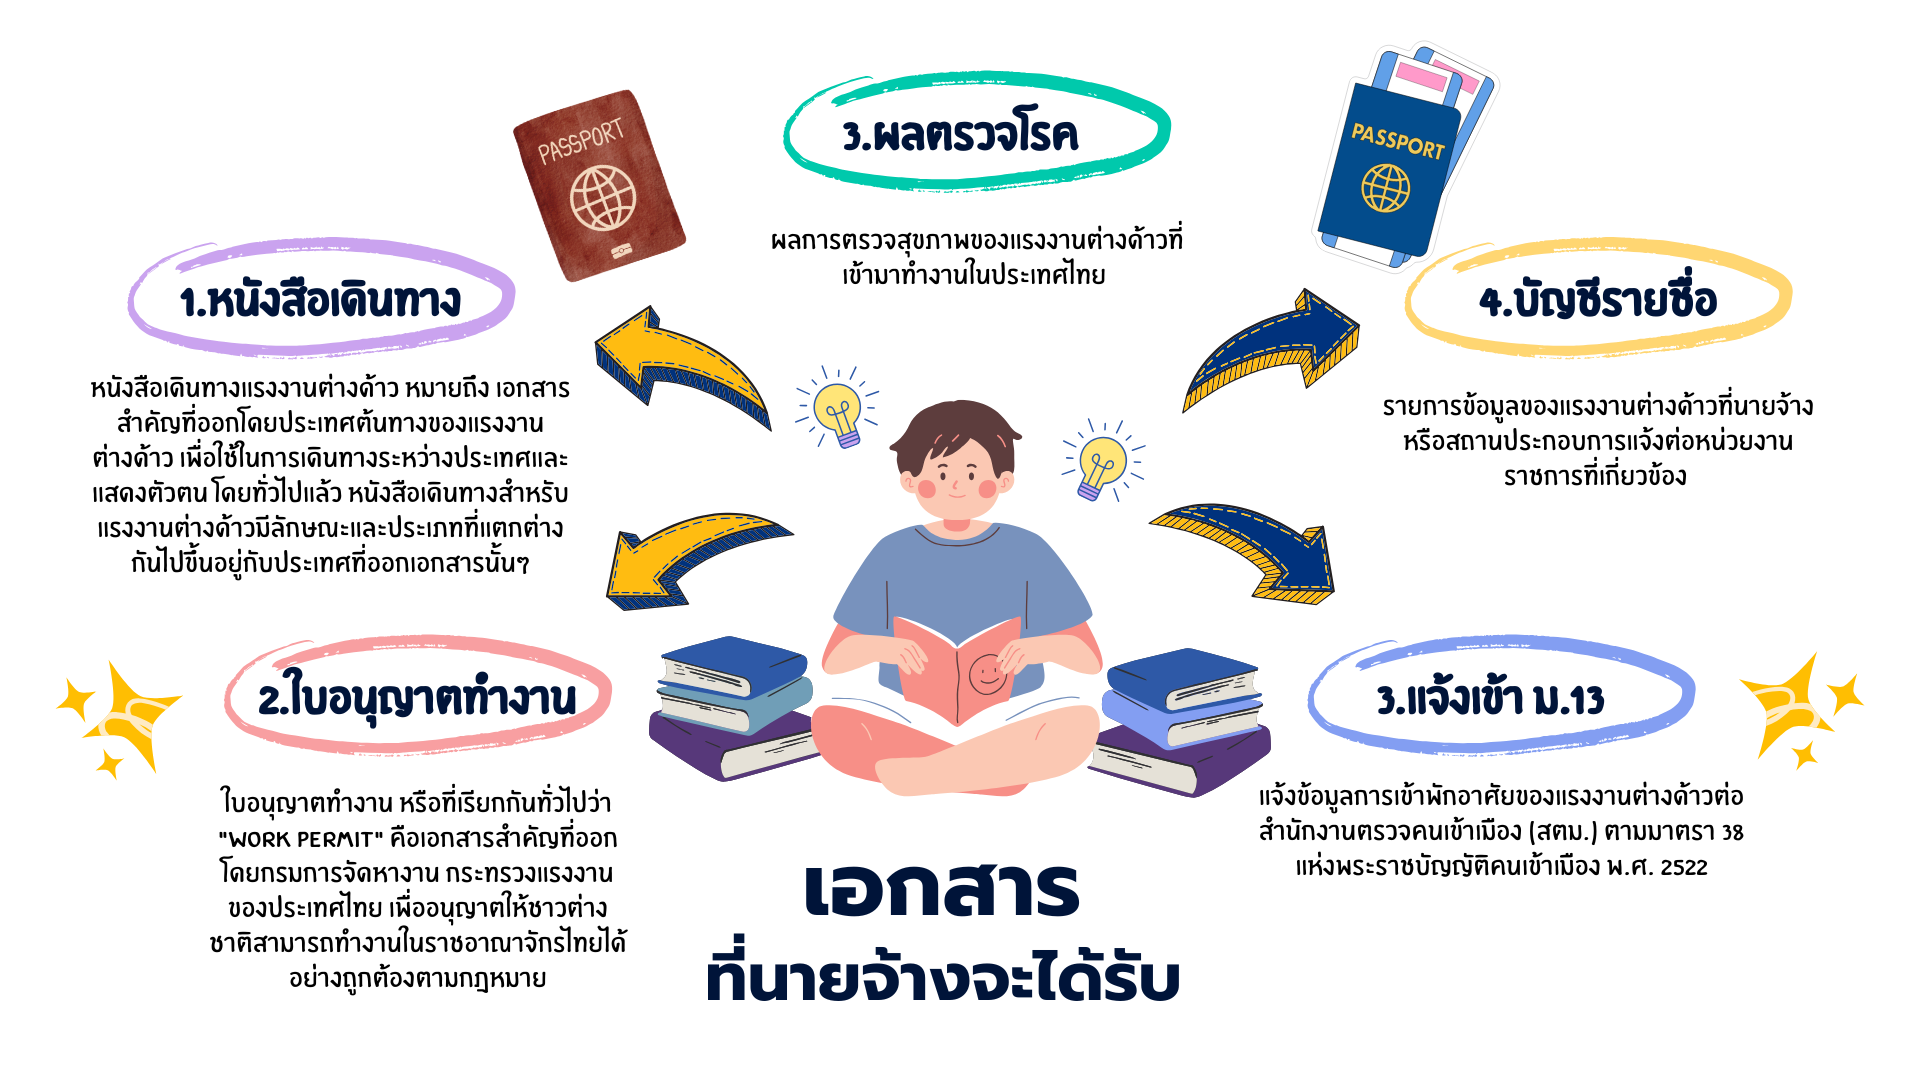 1.หนังสือเดินทาง
หนังสือเดินทางแรงงานต่างด้าว หมายถึง เอกสาร
สำคัญที่ออกโดยประเทศต้นทางของแรงงาน
ต่างด้าว เพื่อใช้ในการเดินทางระหว่างประเทศและ
แสดงตัวตน โดยทั่วไปแล้ว หนังสือเดินทางสำหรับ
แรงงานต่างด้าวมีลักษณะและประเภทที่แตกต่าง
กันไปขึ้นอยู่กับประเทศที่ออกเอกสารนั้นๆ
2.ใบอนุญาตทำงาน
ใบอนุญาตทำงาน หรือที่เรียกกันทั่วไปว่า
"WORK PERMIT" คือเอกสารสำคัญที่ออก
โดยกรมการจัดหางาน กระทรวงแรงงาน
ของประเทศไทย เพื่ออนุญาตให้ชาวต่าง
ชาติสามารถทำงานในราชอาณาจักรไทยได้
อย่างถูกต้องตามกฎหมาย
PASSPORT
3.ผลตรวจโรค
ผลการตรวจสุขภาพของแรงงานต่างด้าวที่
เข้ามาทำงานในประเทศไทย
PASSPORT
4.บัญชีรายชื่อ
รายการข้อมูลของแรงงานต่างด้าวที่นายจ้าง
หรือสถานประกอบการแจ้งต่อหน่วยงาน
ราชการที่เกี่ยวข้อง
3.แจ้งเข้า ม.13
แจ้งข้อมูลการเข้าพักอาศัยของแรงงานต่างด้าวต่อ
สำนักงานตรวจคนเข้าเมือง (สตม.) ตามมาตรา 38
แห่งพระราชบัญญัติคนเข้าเมือง พ.ศ. 2522
เอกสาร
ที่นายจ้างจะได้รับ